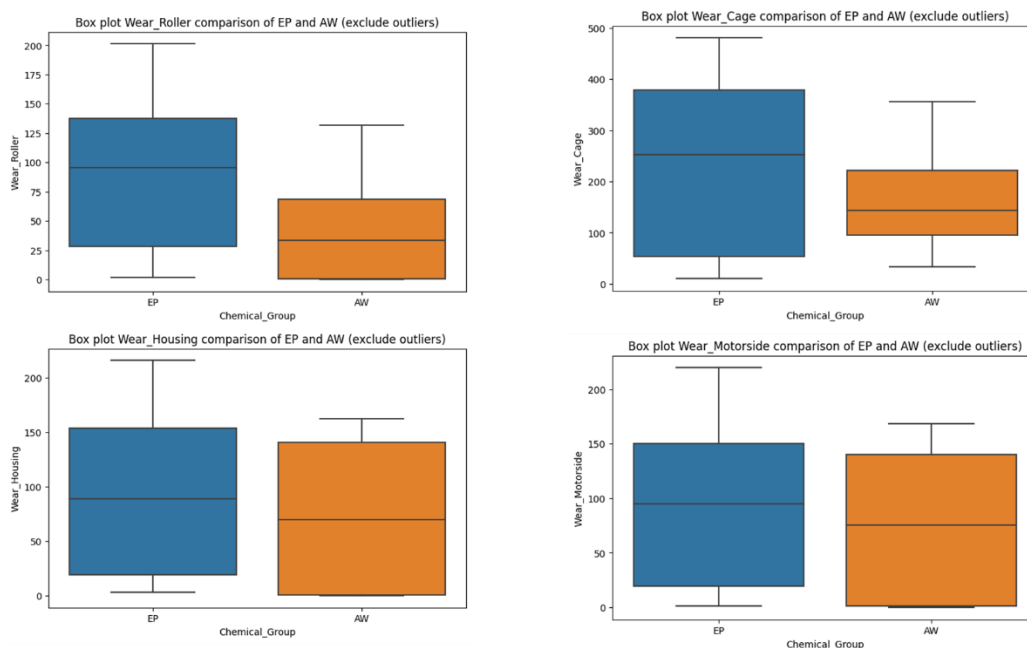 Box plot Wear_Roller comparison of EP and AW (exclude outliers)
200
175
150
125
100
75
50
25
0
Wear_Roller
EP
AW
Chemical_Group
Box plot Wear_Cage comparison of EP and AW (exclude outliers)
500
400
300
200
100
0
Wear_Cage
EP
AW
Chemical_Group
Box plot Wear_Housing comparison of EP and AW (exclude outliers)
200
150
100
50
0
Wear_Housing
EP
AW
Chemical_Group
Box plot Wear_Motorside comparison of EP and AW (exclude outliers)
200
150
100
50
0
Wear_Motorside
EP
AW
Chemical_Group